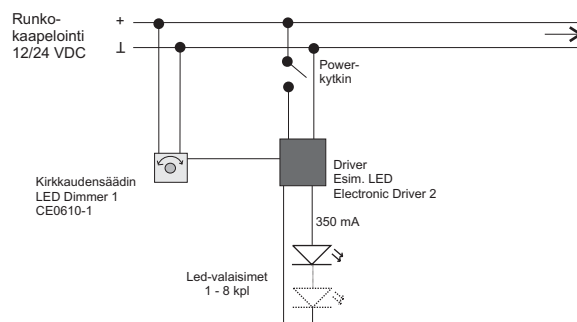 Runko-
kaapelointi
12/24 VDC
+
⊥
Power-
kytkin
Kirkkaudensäädin
LED Dimmer 1
CE0610-1
Driver
Esim. LED
Electronic Driver 2
350 mA
Led-valaisimet
1 - 8 kpl